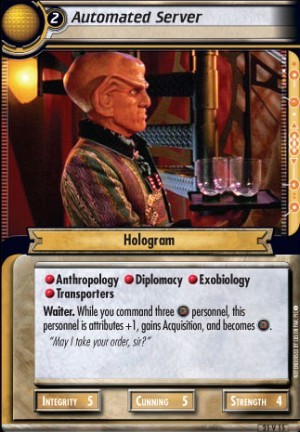 2 Automated Server
Hologram
Anthropology Diplomacy Exobiology
Transporters
Waiter. While you command three personnel, this
personnel is attributes +1, gains Acquisition, and becomes .
"May I take your order, sir?"
INTEGRITY 5 CUNNING 5 STRENGTH 4